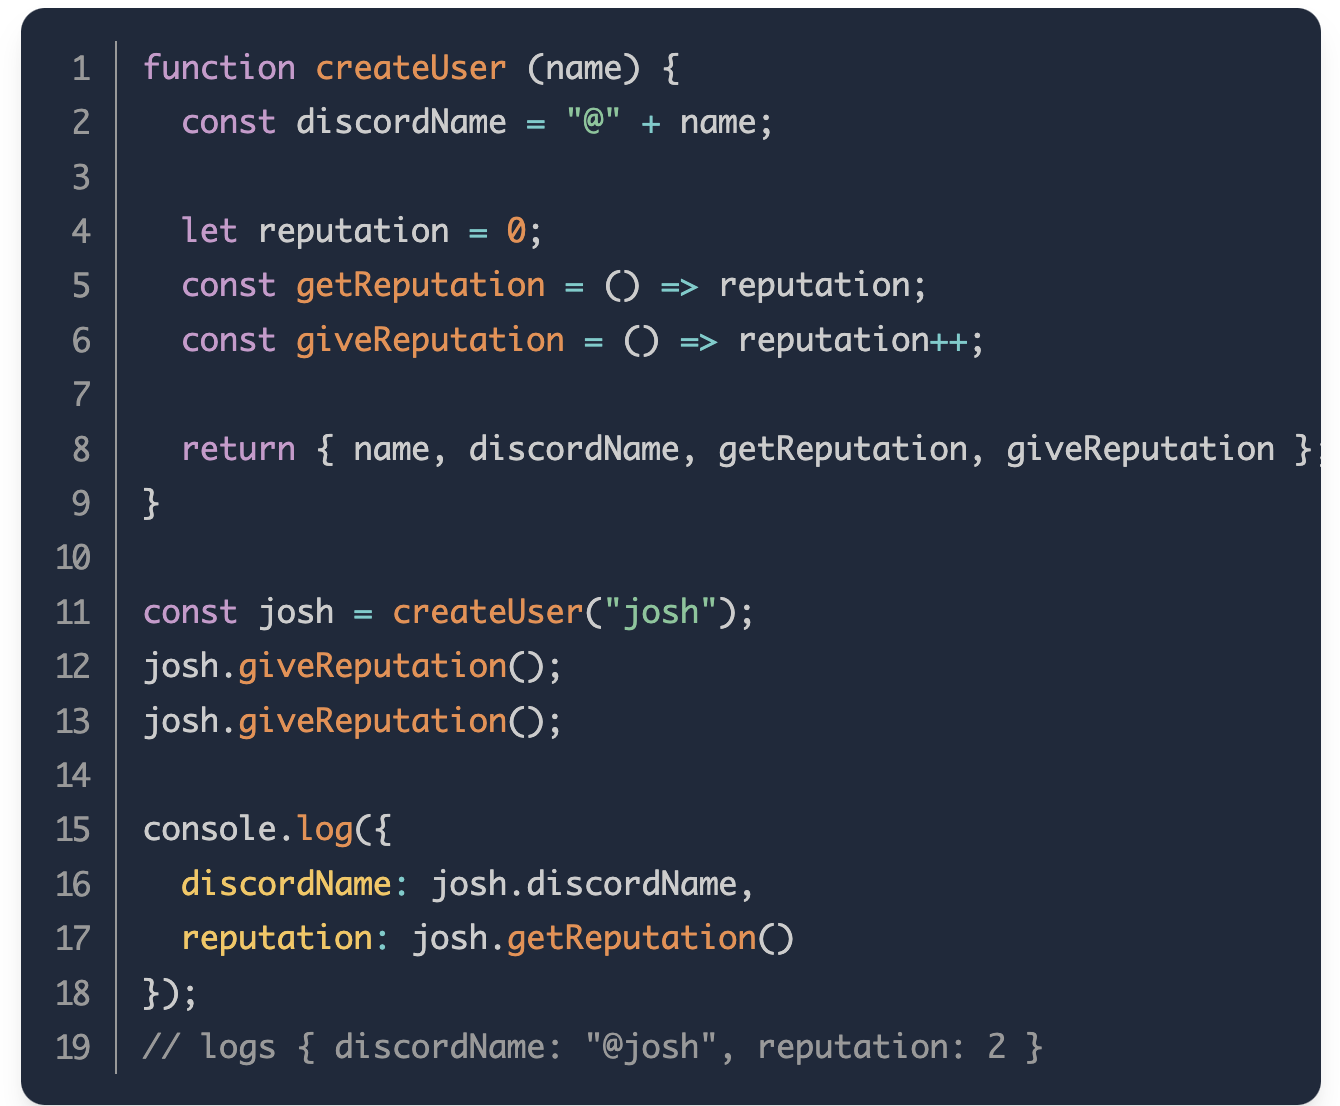 1 function createUser (name) {
2   const discordName = "@" + name;
3
4   let reputation = 0;
5   const getReputation = () => reputation;
6   const giveReputation = () => reputation++;
7
8   return { name, discordName, getReputation, giveReputation };
9 }
10
11 const josh = createUser("josh");
12 josh.giveReputation();
13 josh.giveReputation();
14
15 console.log({
16   discordName: josh.discordName,
17   reputation: josh.getReputation()
18 });
19 // logs { discordName: "@josh", reputation: 2 }